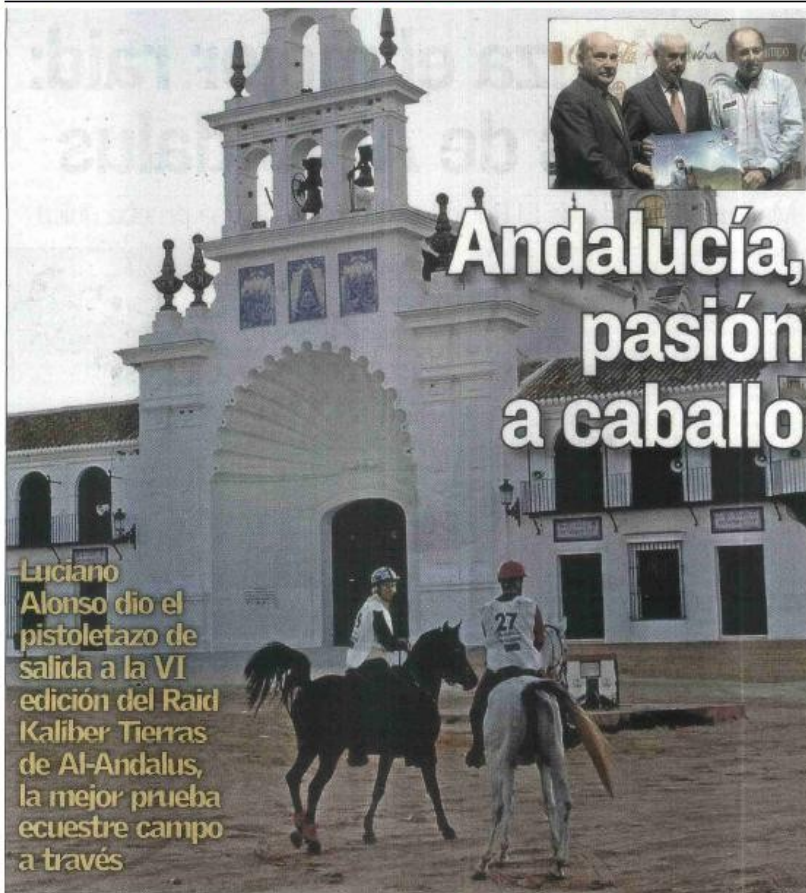 Andalucía,
pasión
a caballo
Luciano
Alonso dio el
pistoletazo de
salida a la VI
edición del Raid
Kaliber Tierras
de Al-Andalus,
la mejor prueba
ecuestre campo
a través
27